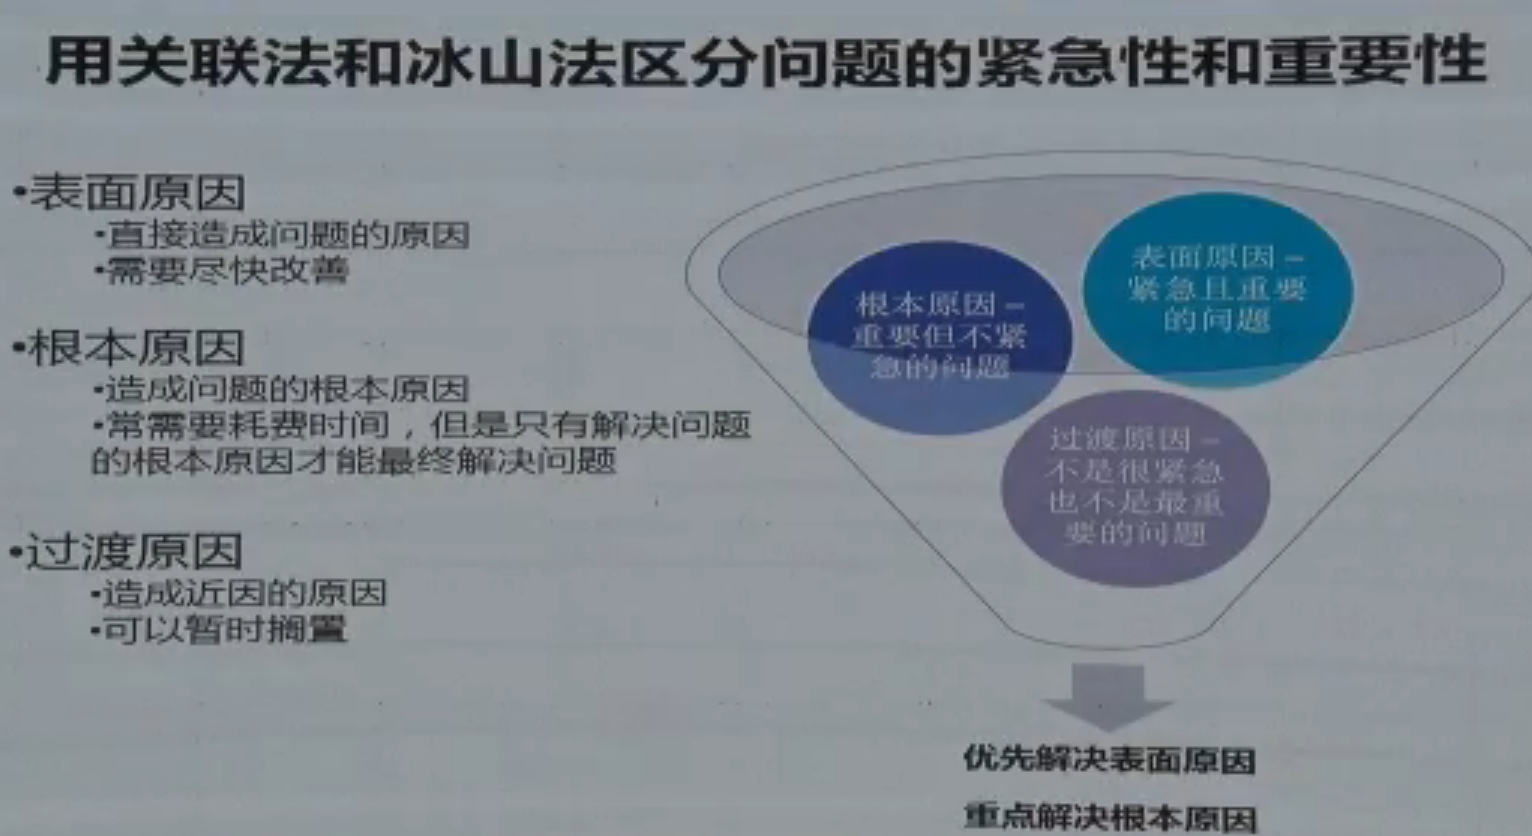 用关联法和冰山法区分问题的紧急性和重要性
•表面原因
•直接造成问题的原因
•需要尽快改善
•根本原因
•造成问题的根本原因
•常需要耗费时间，但是只有解决问题
的根本原因才能最终解决问题
•过渡原因
•造成近因的原因
•可以暂时搁置
根本原因–
重要但不紧
急的问题
表面原因–
紧急且重要
的问题
过渡原因–
不是很紧急
也不是最重
要的问题
优先解决表面原因
重点解决根本原因